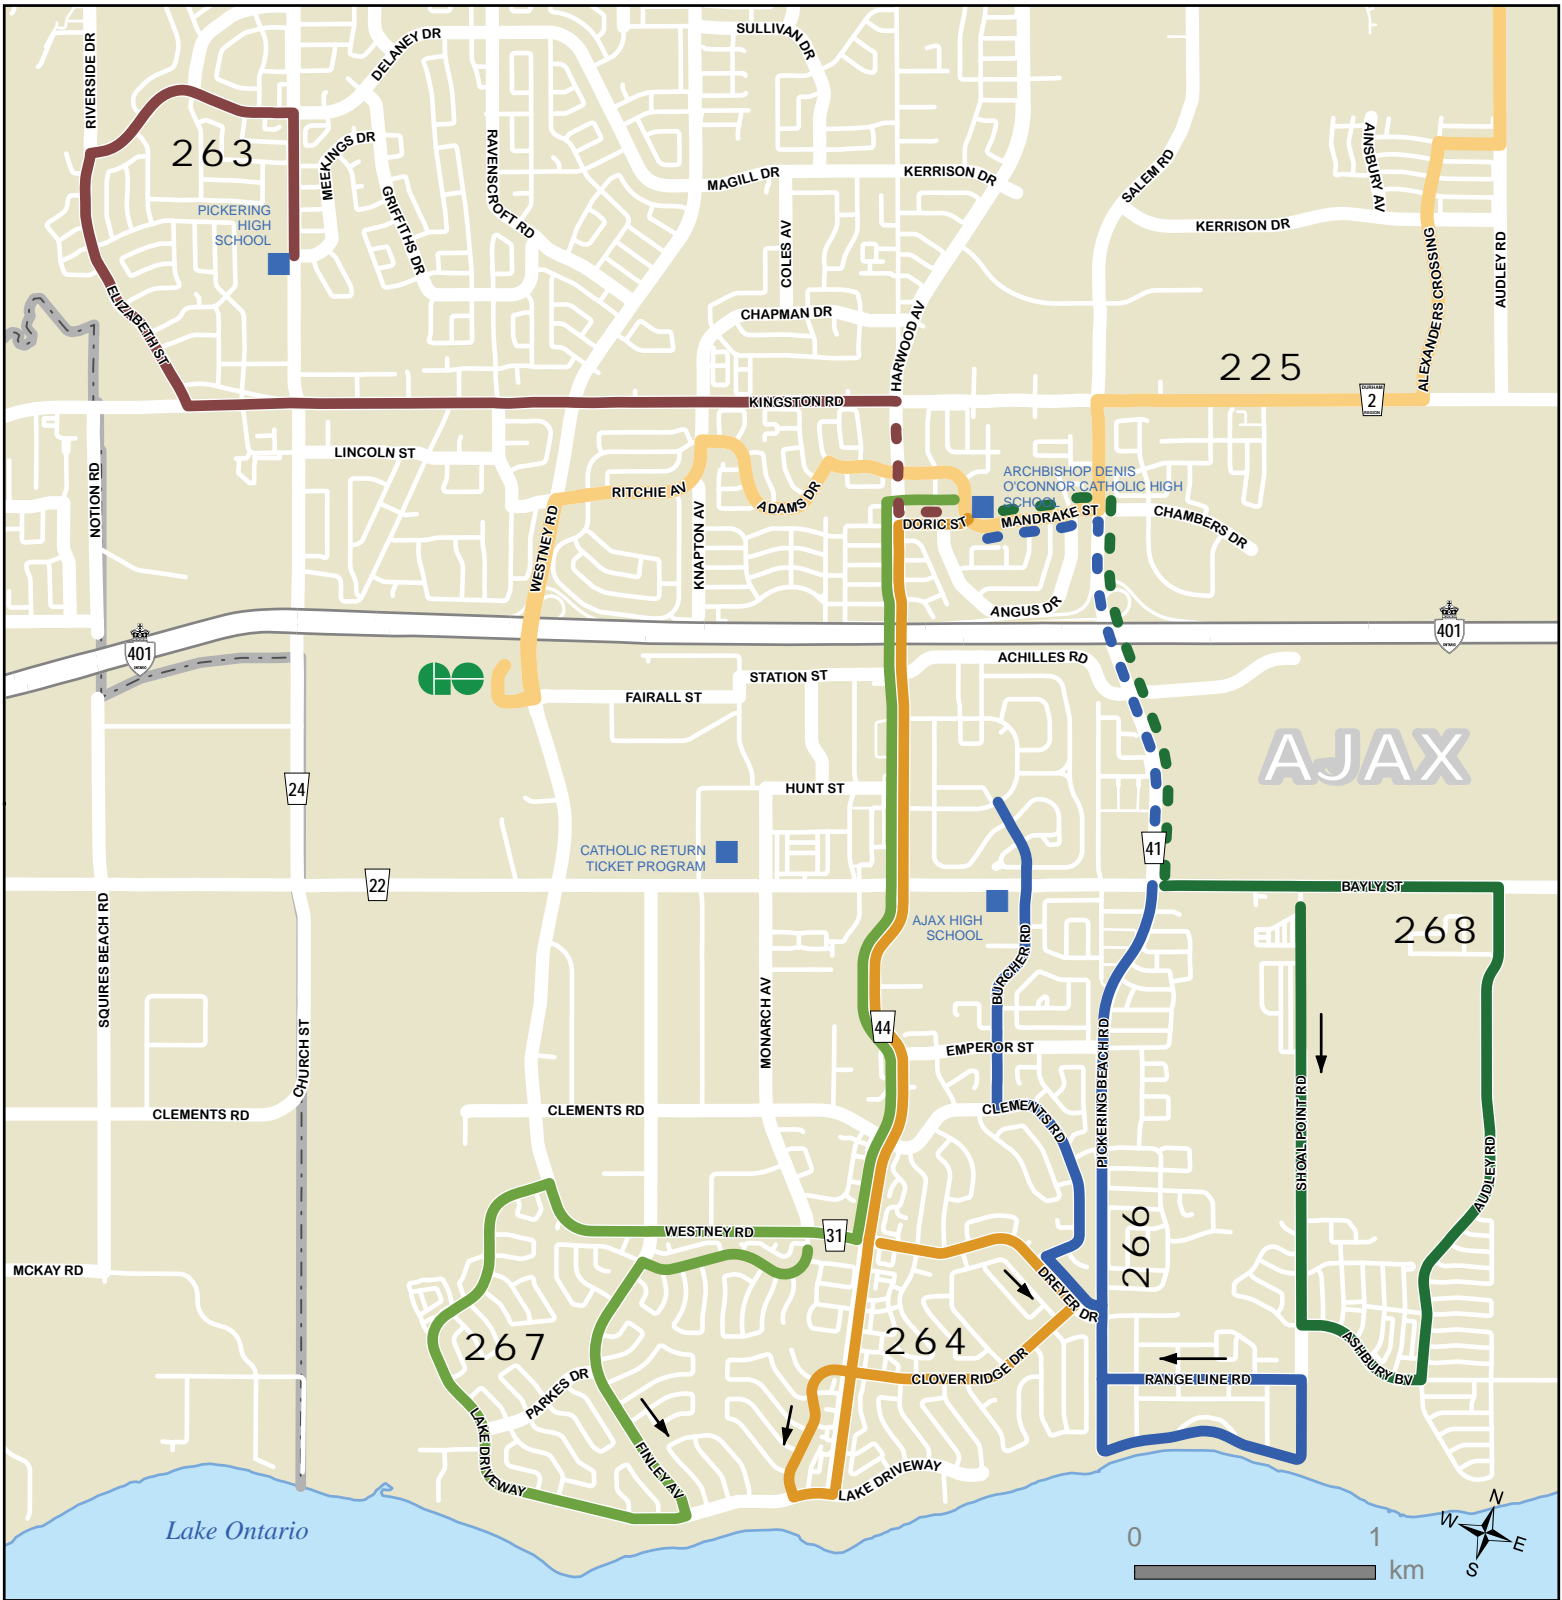 RIVERSIDE DR
DELANEY DR
SULLIVAN DR
263
MEEKINGS DR
GRIFFITHS DR
RAVENSCROFT RD
MAGILL DR
KERRISON DR
COLES AV
SALEM RD
AINSBURY AV
KERRISON DR
PICKERING
HIGH
SCHOOL
ELIZABETH ST
CHAPMAN DR
HARWOOD AV
ALEXANDERS CROSSING
AUDLEY RD
225
DURHAM
2
REGION
KINGSTON RD
LINCOLN ST
NOTION RD
RITCHIE AV
ADAMS DR
KNAPTON AV
WESTNEY RD
ARCHBISHOP DENIS
O'CONNOR CATHOLIC HIGH
SCHOOL
DORIC ST
MANDRAKE ST
CHAMBERS DR
ANGUS DR
401
ONTARIO
401
ONTARIO
ACHILLES RD
STATION ST
FAIRALL ST
GO
AJAX
24
HUNT ST
41
CATHOLIC RETURN
TICKET PROGRAM
22
BAYLY ST
SQUIRES BEACH RD
AJAX HIGH
SCHOOL
268
BURCHER RD
MONARCH AV
44
EMPEROR ST
CHURCH ST
PICKERING BEACH RD
SHOAL POINT RD
AUDLEY RD
CLEMENTS RD
CLEMENTS RD
CLEMENTS RD
266
WESTNEY RD
31
MCKAY RD
DREYER DR
267
264
PARKES DR
CLOVER RIDGE DR
RANGE LINE RD
ASHBURY BV
LAKE DRIVEWAY
FINLEY AV
LAKE DRIVEWAY
Lake Ontario
N
W
E
S
0
1
km